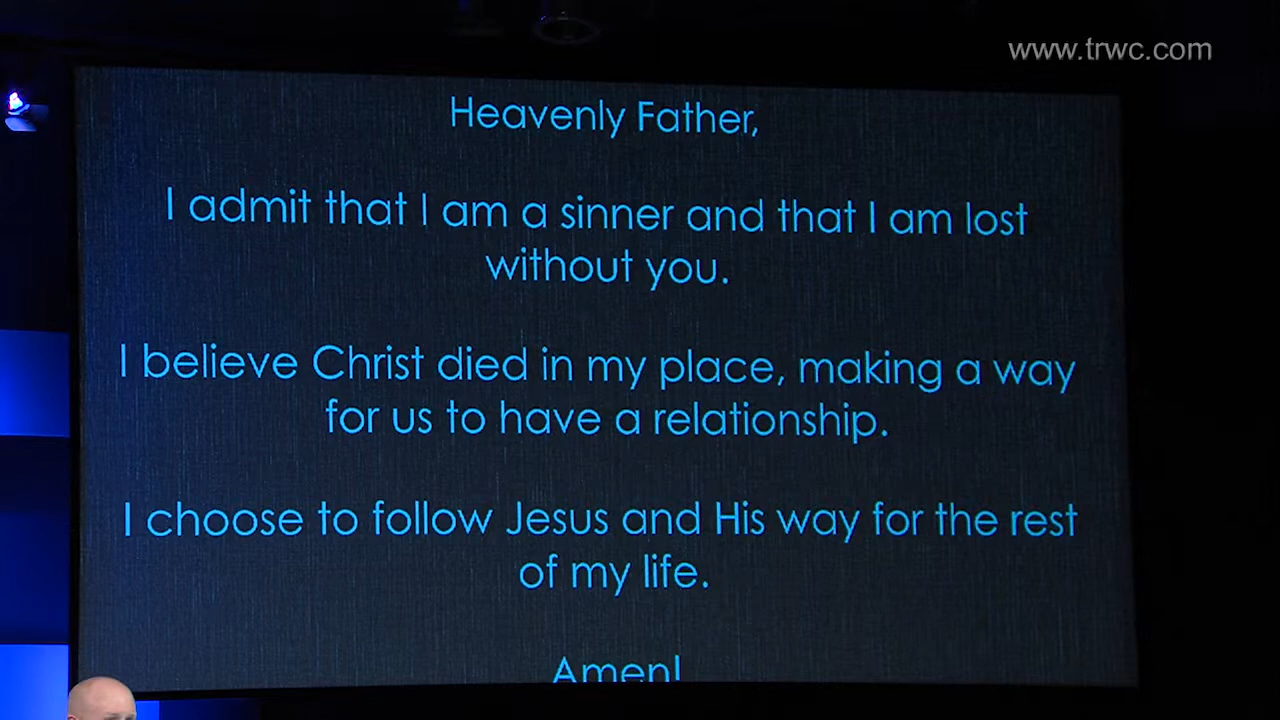 www.trwc.com
Heavenly Father,
I admit that I am a sinner and that I am lost
without you.
I believe Christ died in my place, making a way
for us to have a relationship.
I choose to follow Jesus and His way for the rest
of my life.
Amen!